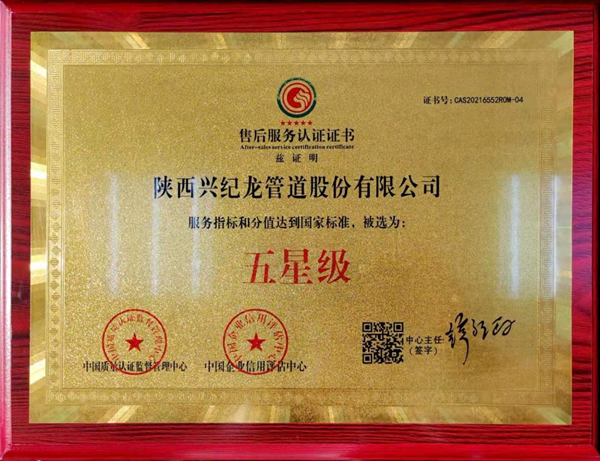 证书号: CAS20216552ROM-04
售后服务认证证书
After-sales service certification certificate
兹证明
陕西兴纪龙管道股份有限公司
服务指标和分值达到国家标准，被选为：
五星级
中国质量认证监督管理中心
中国企业信用评估中心
中心主任:
(签字)